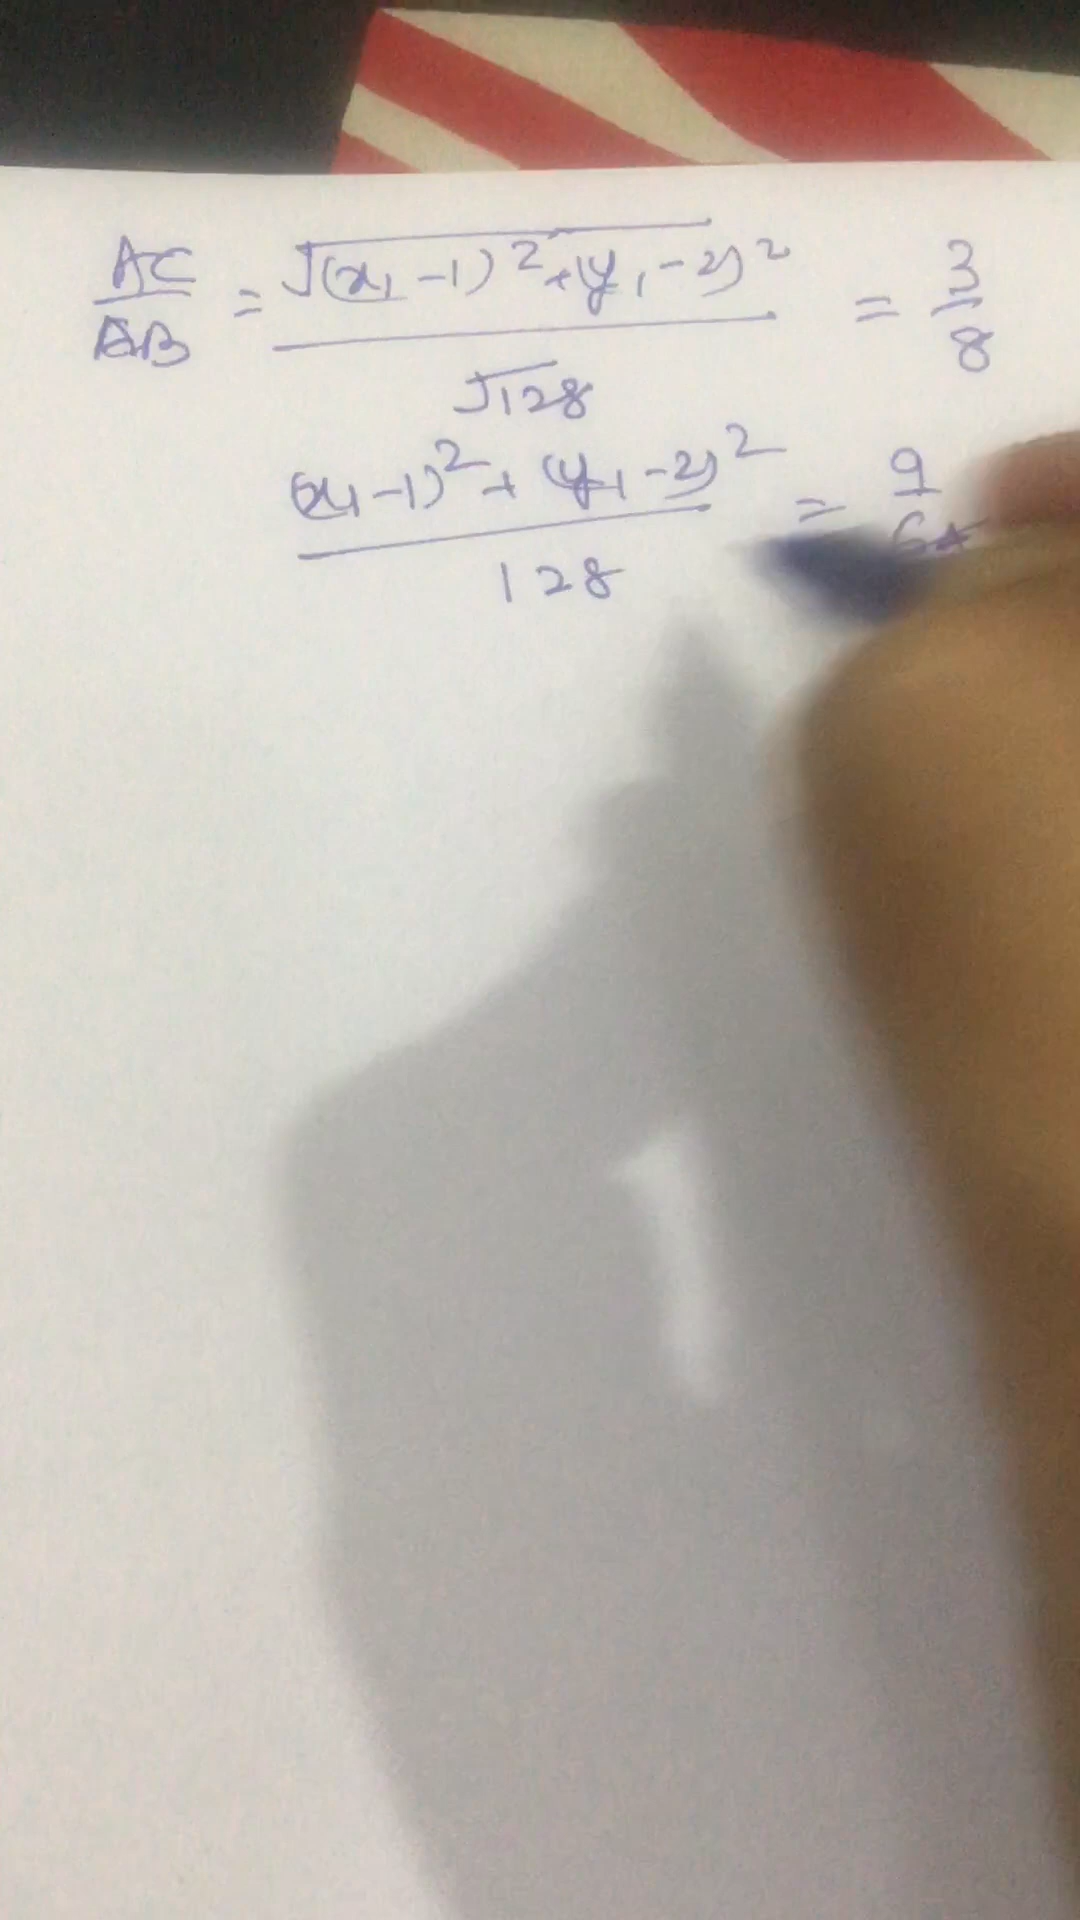 AC/AB = √(x₁-1)²+(y₁-2)²/√128 = 3/8
(x₁-1)²+(y₁-2)²/128 = 9/64